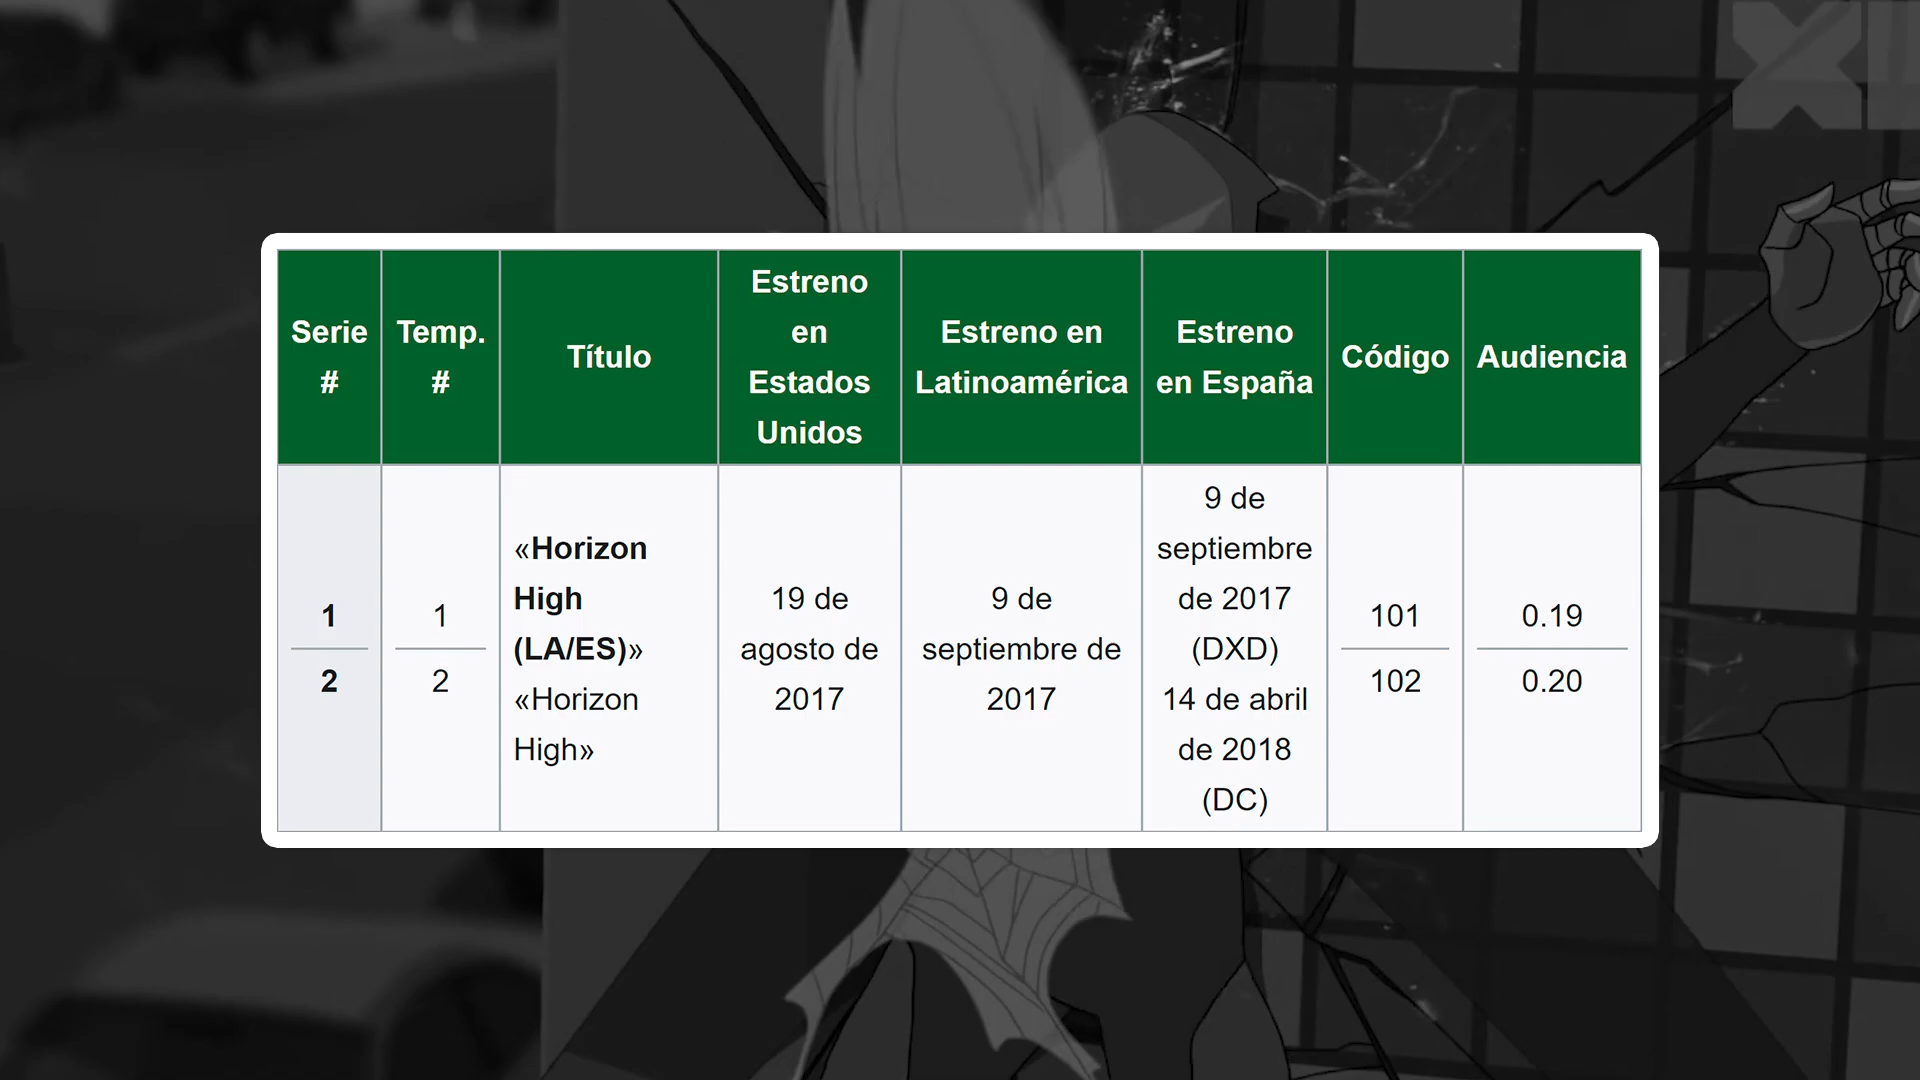 Serie
#
Temp.
#
Título
Estreno
en
Estados
Unidos
Estreno en
Latinoamérica
Estreno
en España
Código
Audiencia
1
2
1
2
«Horizon
High
(LA/ES)»
«Horizon
High»
19 de
agosto de
2017
9 de
septiembre de
2017
9 de
septiembre
de 2017
(DXD)
14 de abril
de 2018
(DC)
101
102
0.19
0.20